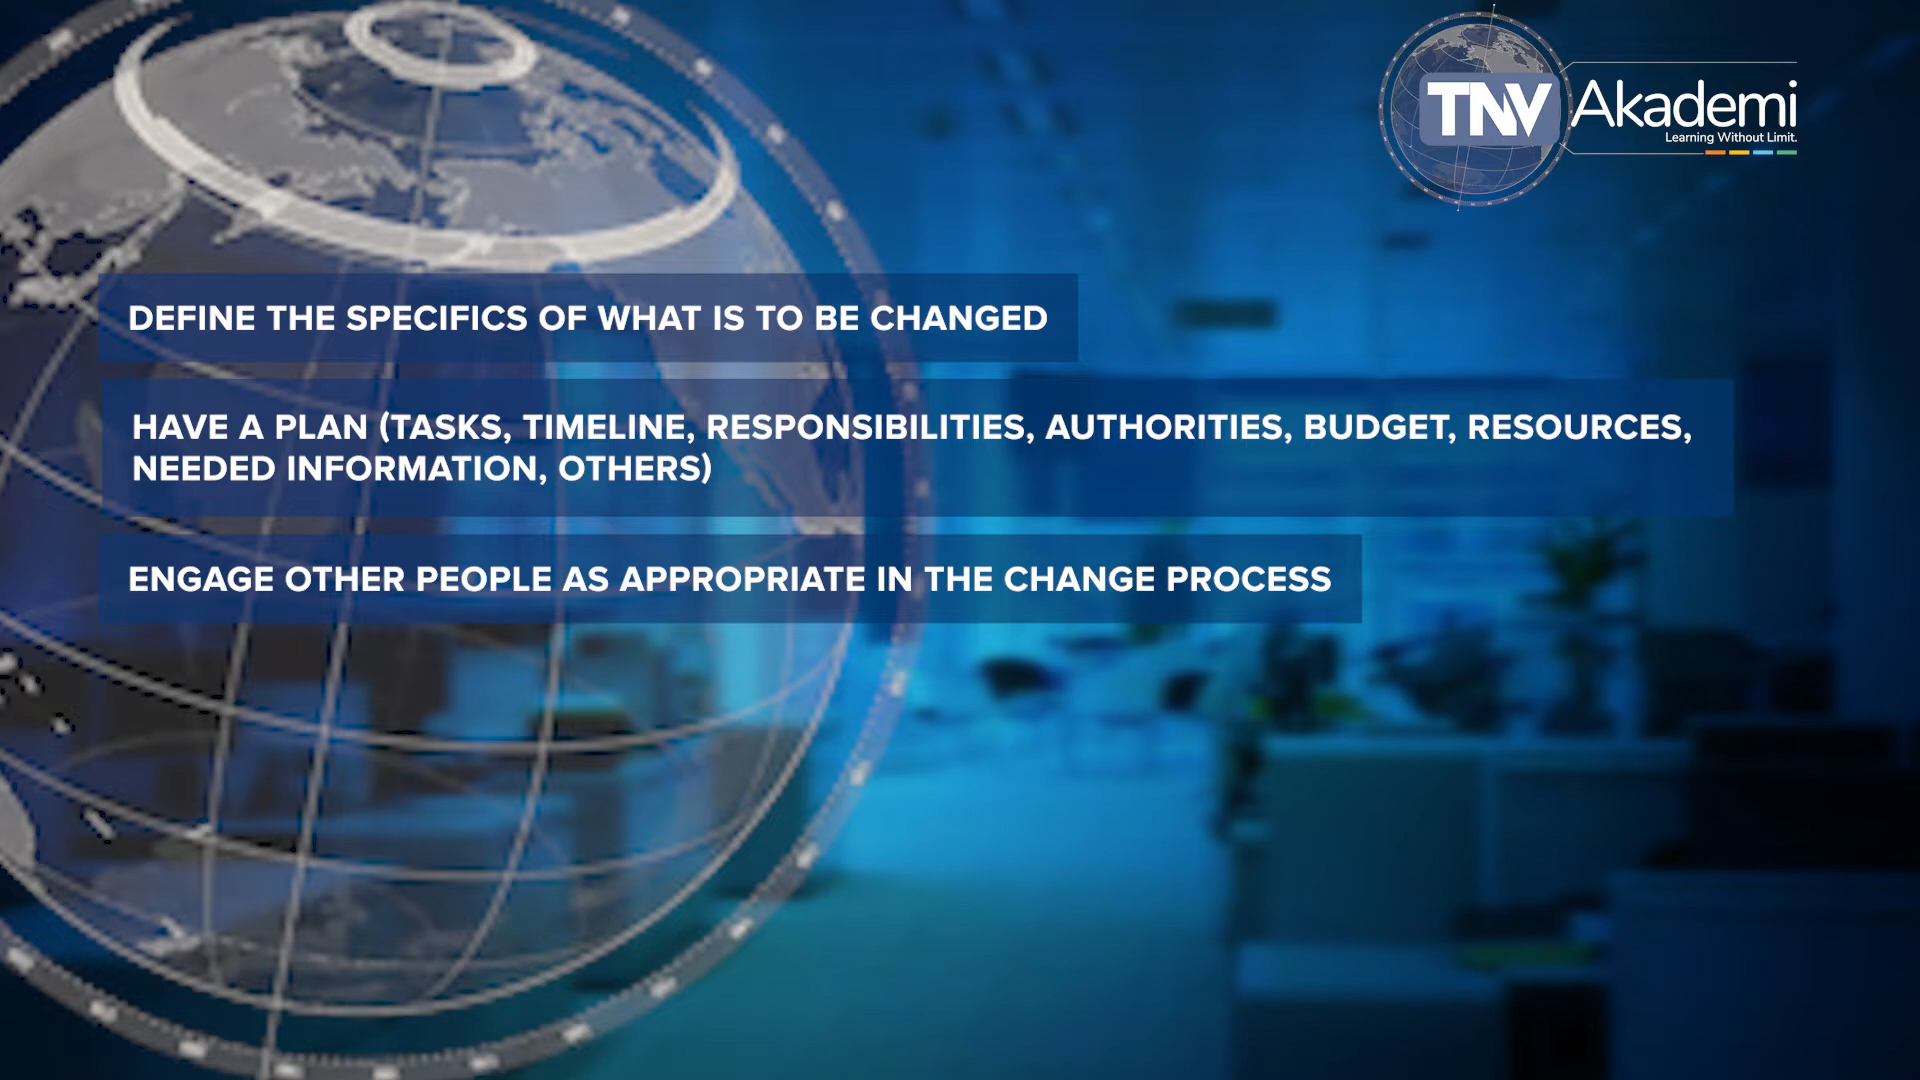 TNV Akademi
Learning Without Limit.
DEFINE THE SPECIFICS OF WHAT IS TO BE CHANGED
HAVE A PLAN (TASKS, TIMELINE, RESPONSIBILITIES, AUTHORITIES, BUDGET, RESOURCES,
NEEDED INFORMATION, OTHERS)
ENGAGE OTHER PEOPLE AS APPROPRIATE IN THE CHANGE PROCESS